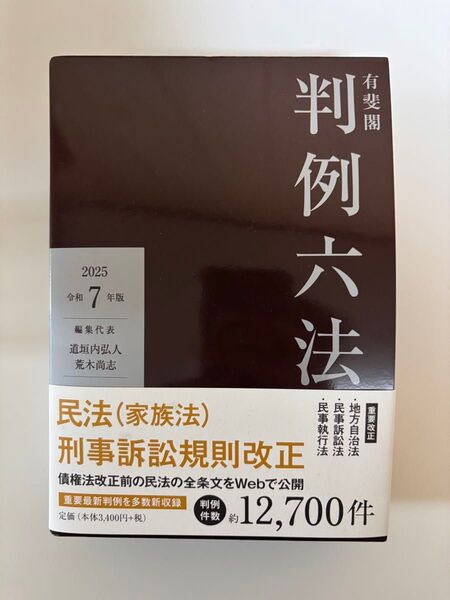 有斐閣
判例六法
2025
令和7年版
編集代表
道垣内弘人
荒木尚志
民法（家族法）
刑事訴訟規則改正
債権法改正前の民法の全条文をWebで公開
重要最新判例を多数新収録
定価（本体3,400円+税）
判例件数
約12,700件
重要改正
・地方自治法
・民事訴訟法
・民事執行法